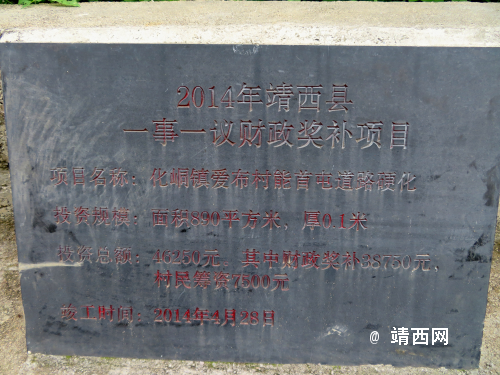 2014年靖西县
一事一议财政奖补项目
项目名称：化峒镇爱布村能首屯道路硬化
投资规模：面积890平方米，厚0.1米
投资总额：46250元，其中财政奖补38750元，
村民筹资7500元
竣工时间：2014年4月28日
@ 靖西网